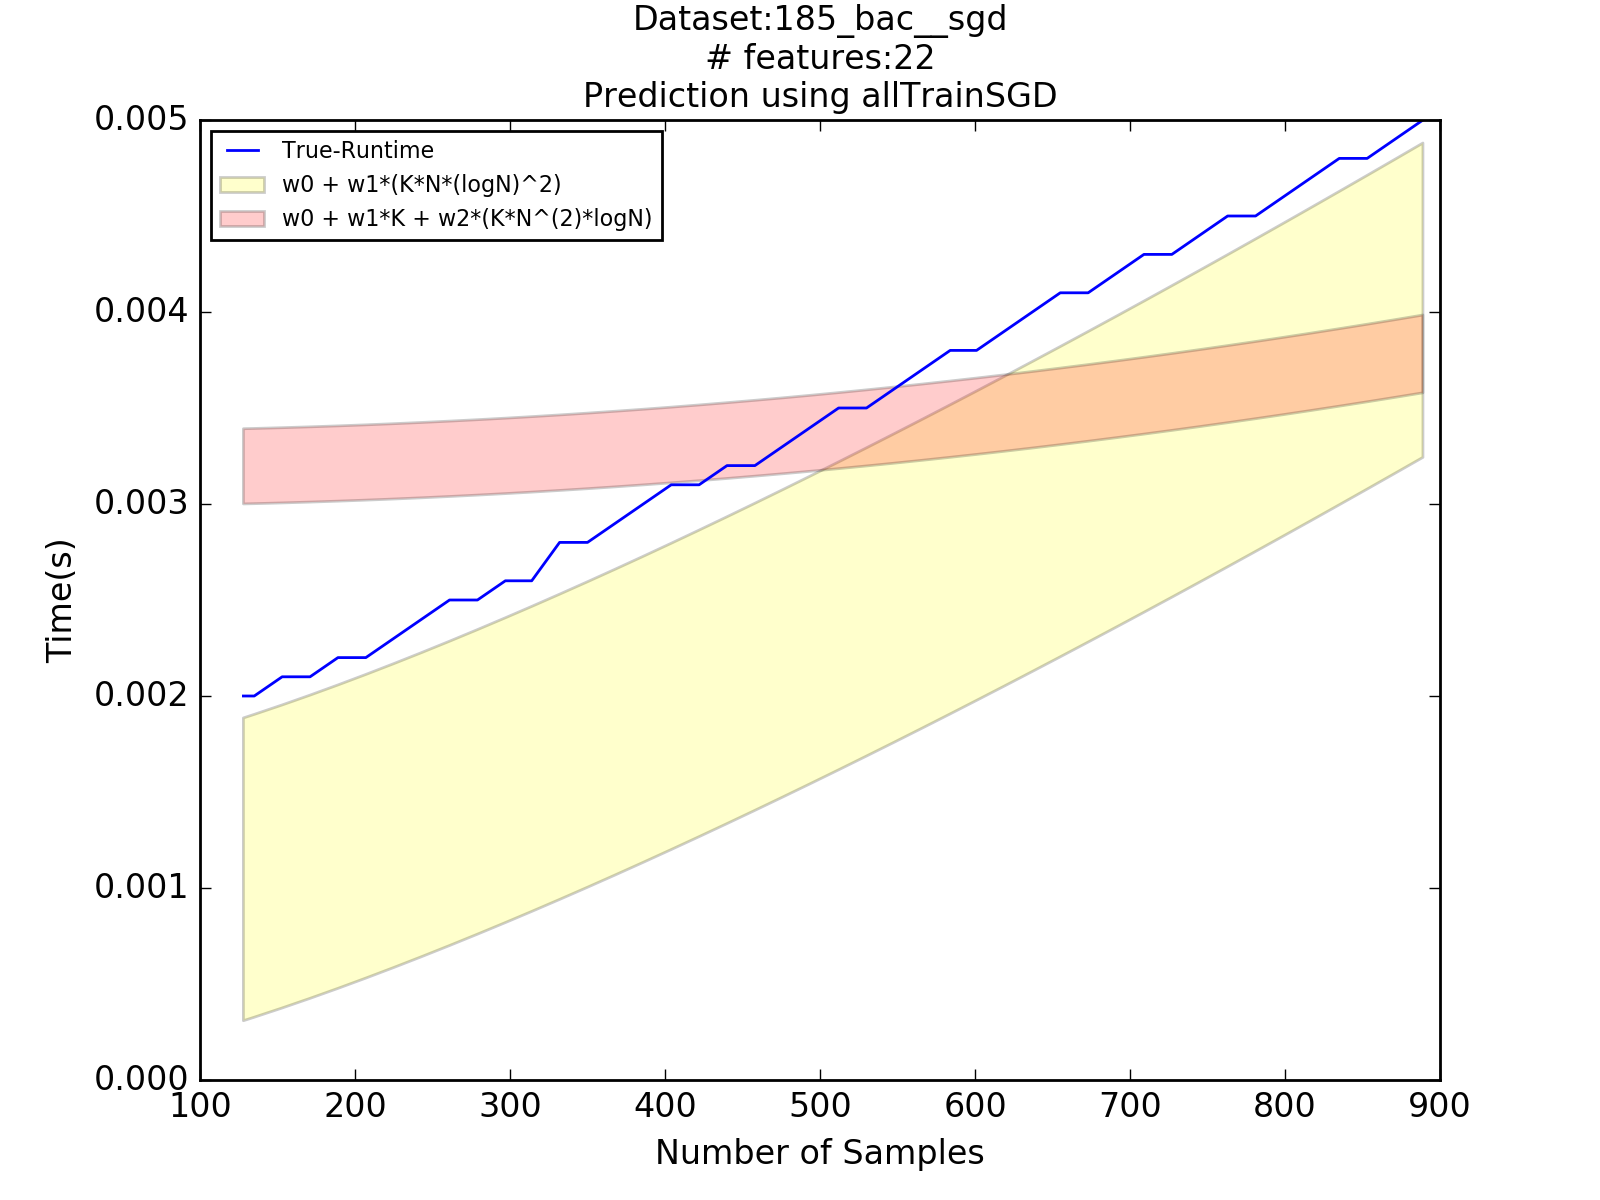 Dataset:185_bac__sgd
# features:22
Prediction using allTrainSGD
True-Runtime
w0 + w1*(K*N*(logN)^2)
w0 + w1*K + w2*(K*N^(2)*logN)
0.005
0.004
0.003
0.002
0.001
0.000
Time(s)
100 200 300 400 500 600 700 800 900
Number of Samples